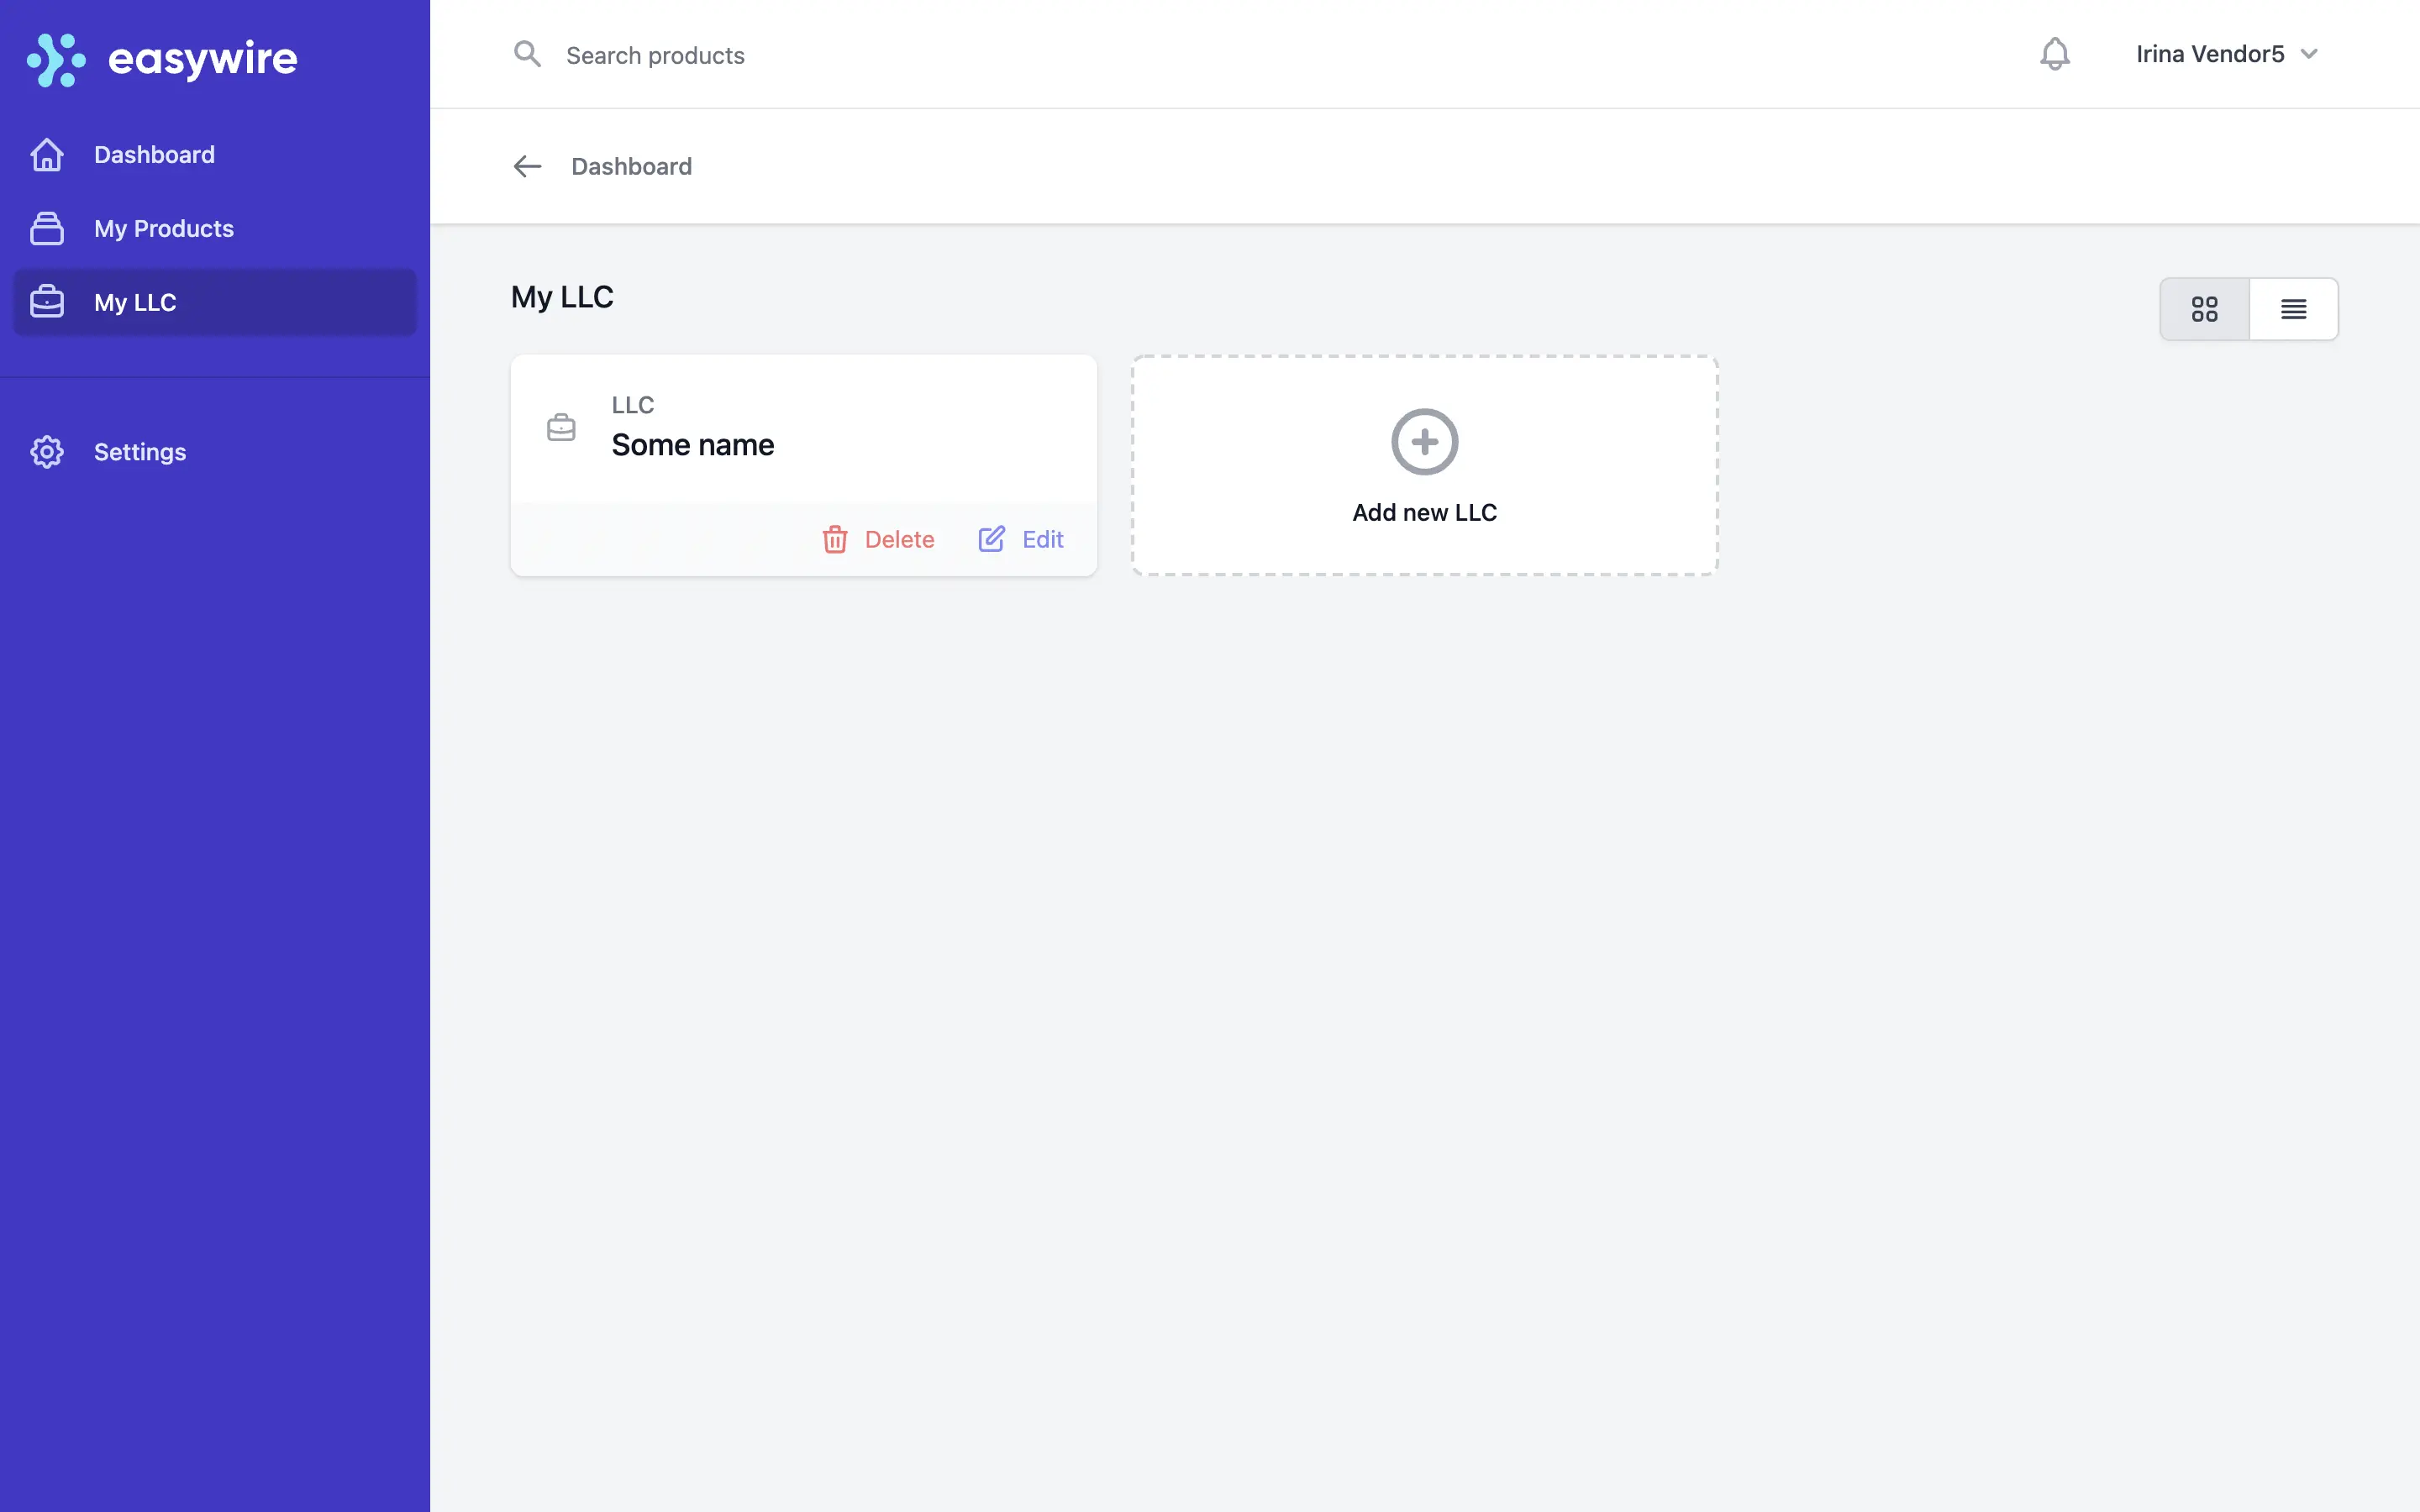 easywire
Dashboard
My Products
My LLC
Settings
Search products
Irina Vendor5
Dashboard
My LLC
LLC
Some name
Delete
Edit
Add new LLC